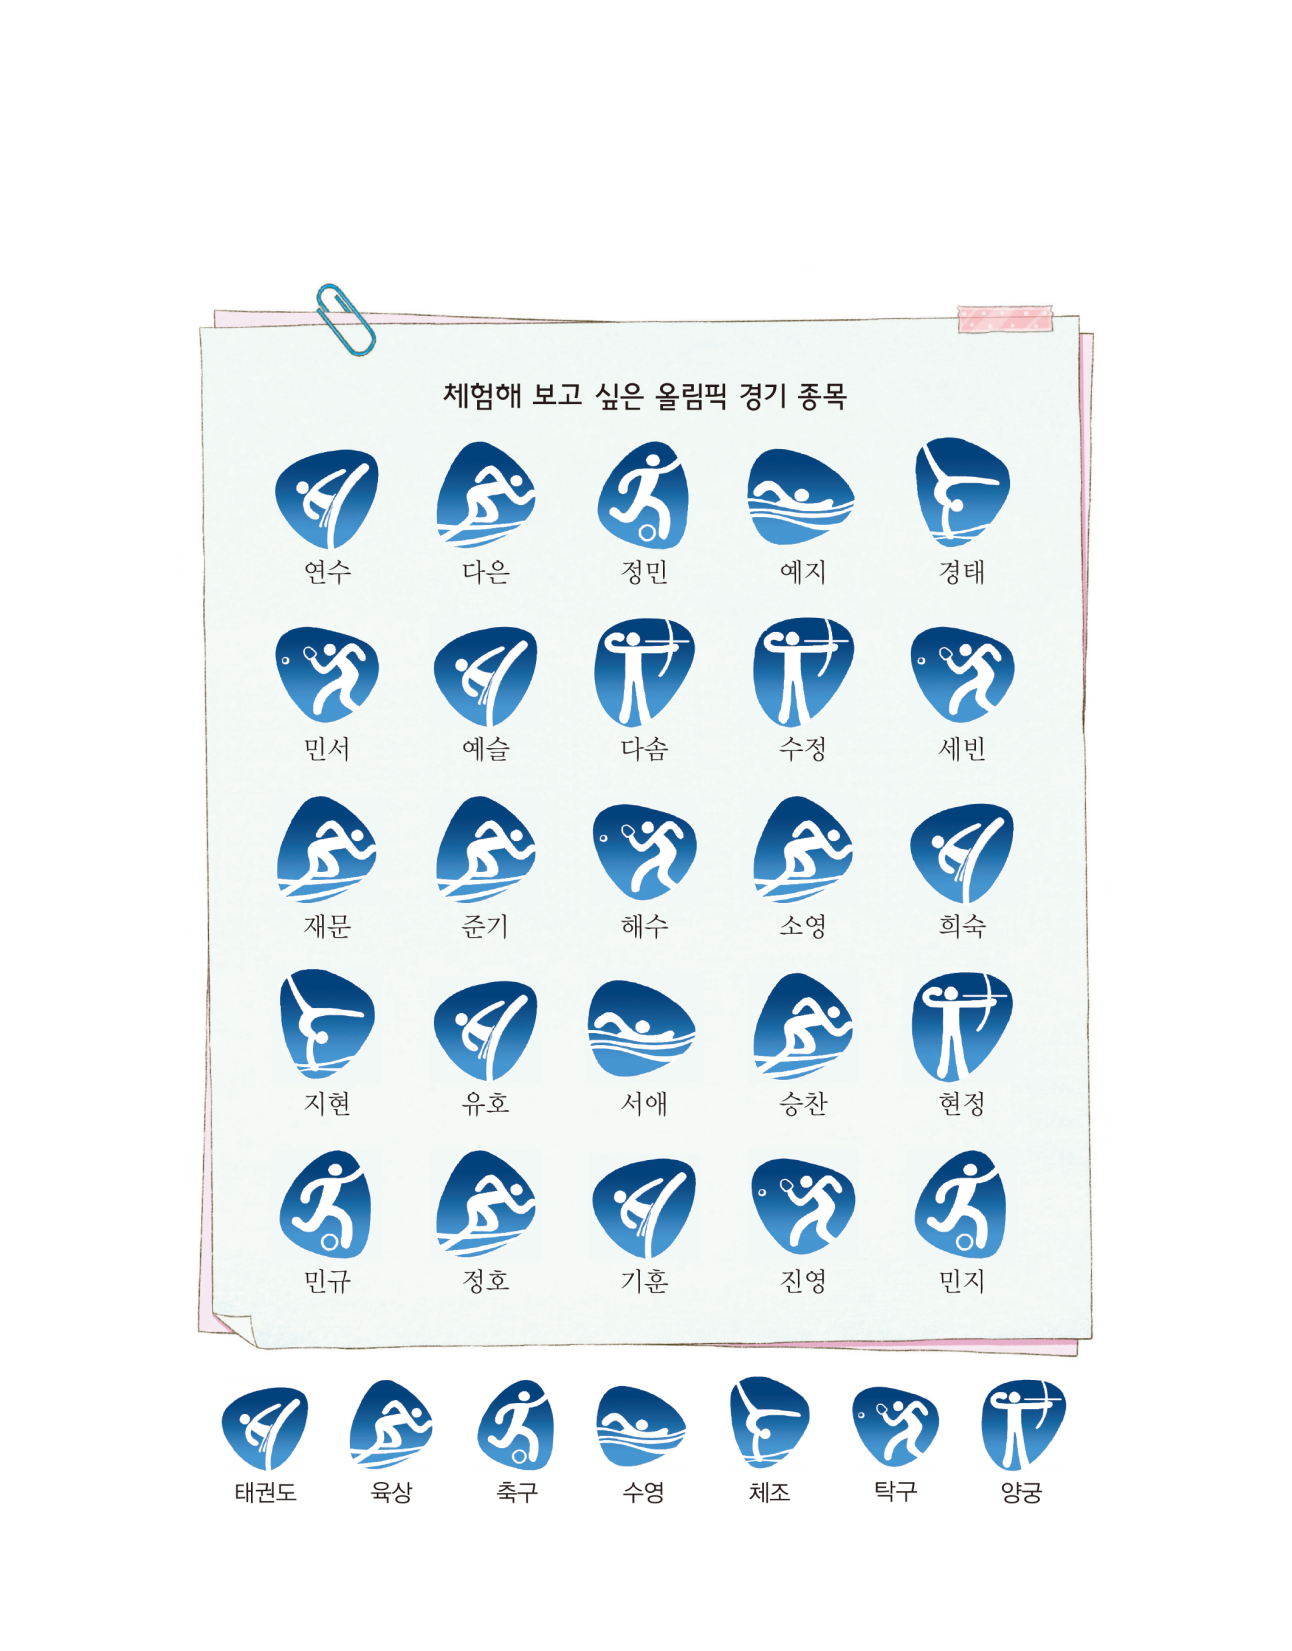 체험해 보고 싶은 올림픽 경기 종목
연수 다은 정민 예지 경태
민서 예슬 다솜 수정 세빈
재문 준기 해수 소영 희숙
지현 유호 서애 승찬 현정
민규 정호 기훈 진영 민지
태권도 육상 축구 수영 체조 탁구 양궁